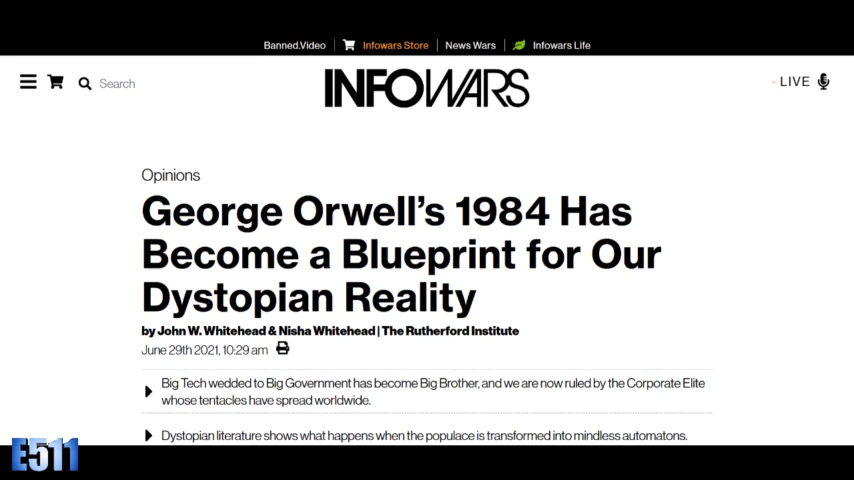 Banned.Video Infowars Store News Wars Infowars Life
Search
INFOWARS
LIVE
Opinions
George Orwell's 1984 Has
Become a Blueprint for Our
Dystopian Reality
by John W. Whitehead & Nisha Whitehead | The Rutherford Institute
June 29th 2021, 10:29 am
Big Tech wedded to Big Government has become Big Brother, and we are now ruled by the Corporate Elite
whose tentacles have spread worldwide.
Dystopian literature shows what happens when the populace is transformed into mindless automatons.
E511